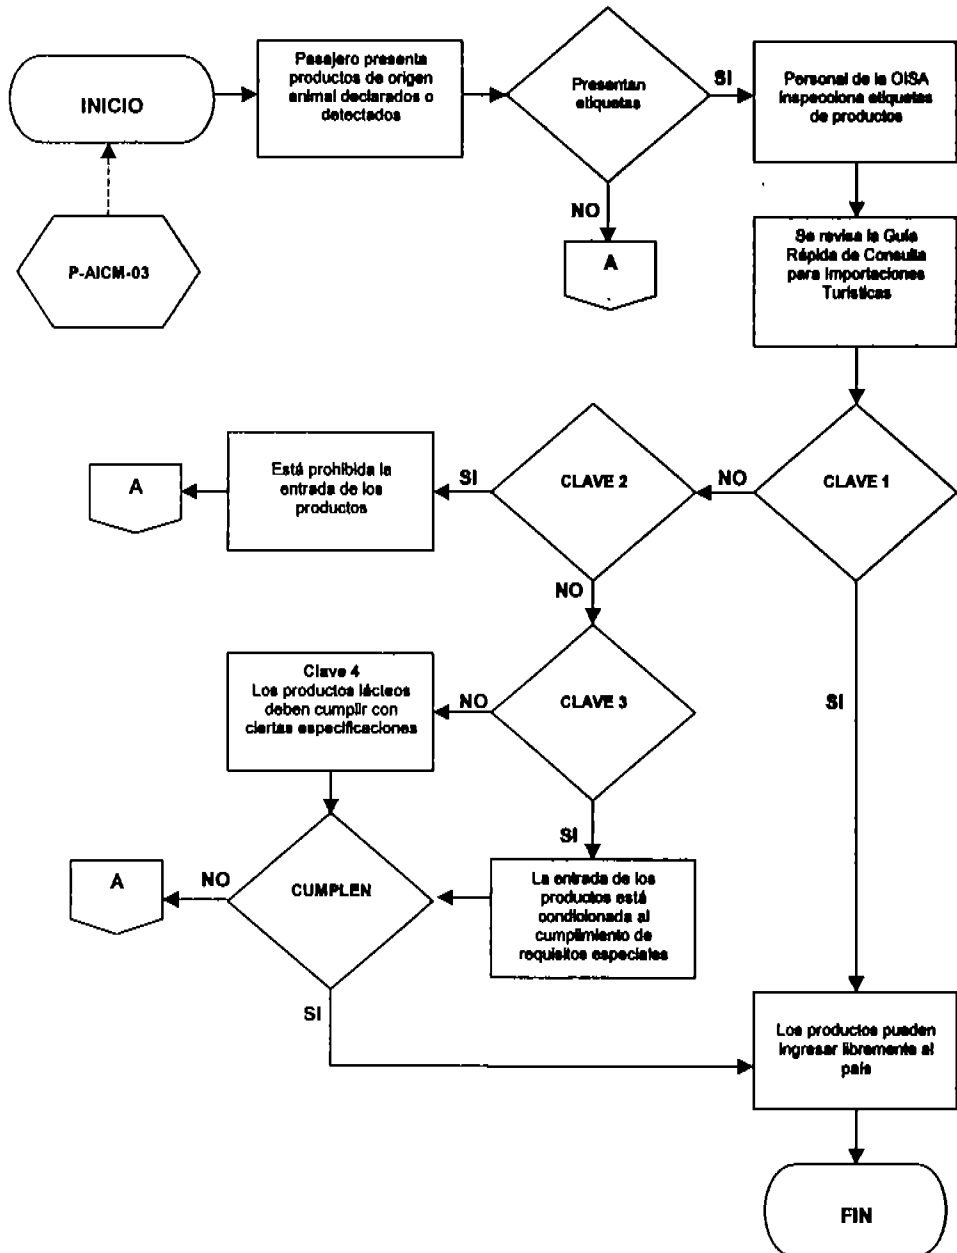 INICIO
Pasajero presenta
productos de origen
animal declarados o
detectados
Presentan
etiquetas
SI
Personal de la OISA
inspecciona etiquetas
de productos
NO
A
P-AICM-03
Se revisa la Guía
Rápida de Consulta
para Importaciones
Turísticas
CLAVE 1
NO
CLAVE 2
SI
Está prohibida la
entrada de los
productos
A
NO
SI
CLAVE 3
NO
Clave 4
Los productos lácteos
deben cumplir con
ciertas especificaciones
SI
La entrada de los
productos está
condicionada al
cumplimiento de
requisitos especiales
CUMPLEN
NO
A
SI
Los productos pueden
ingresar libremente al
país
FIN